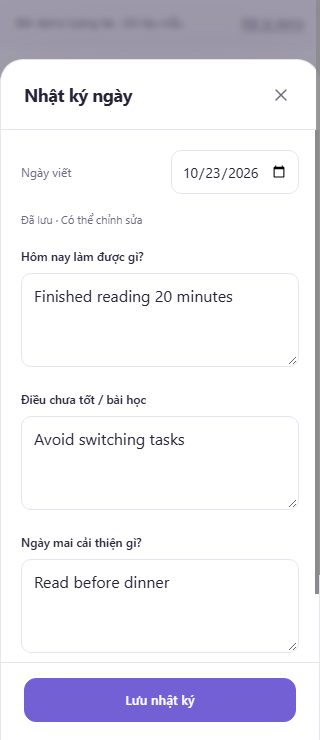 Nhật ký ngày
Ngày viết
10/23/2026
Đã lưu · Có thể chỉnh sửa
Hôm nay làm được gì?
Finished reading 20 minutes
Điều chưa tốt / bài học
Avoid switching tasks
Ngày mai cải thiện gì?
Read before dinner
Lưu nhật ký